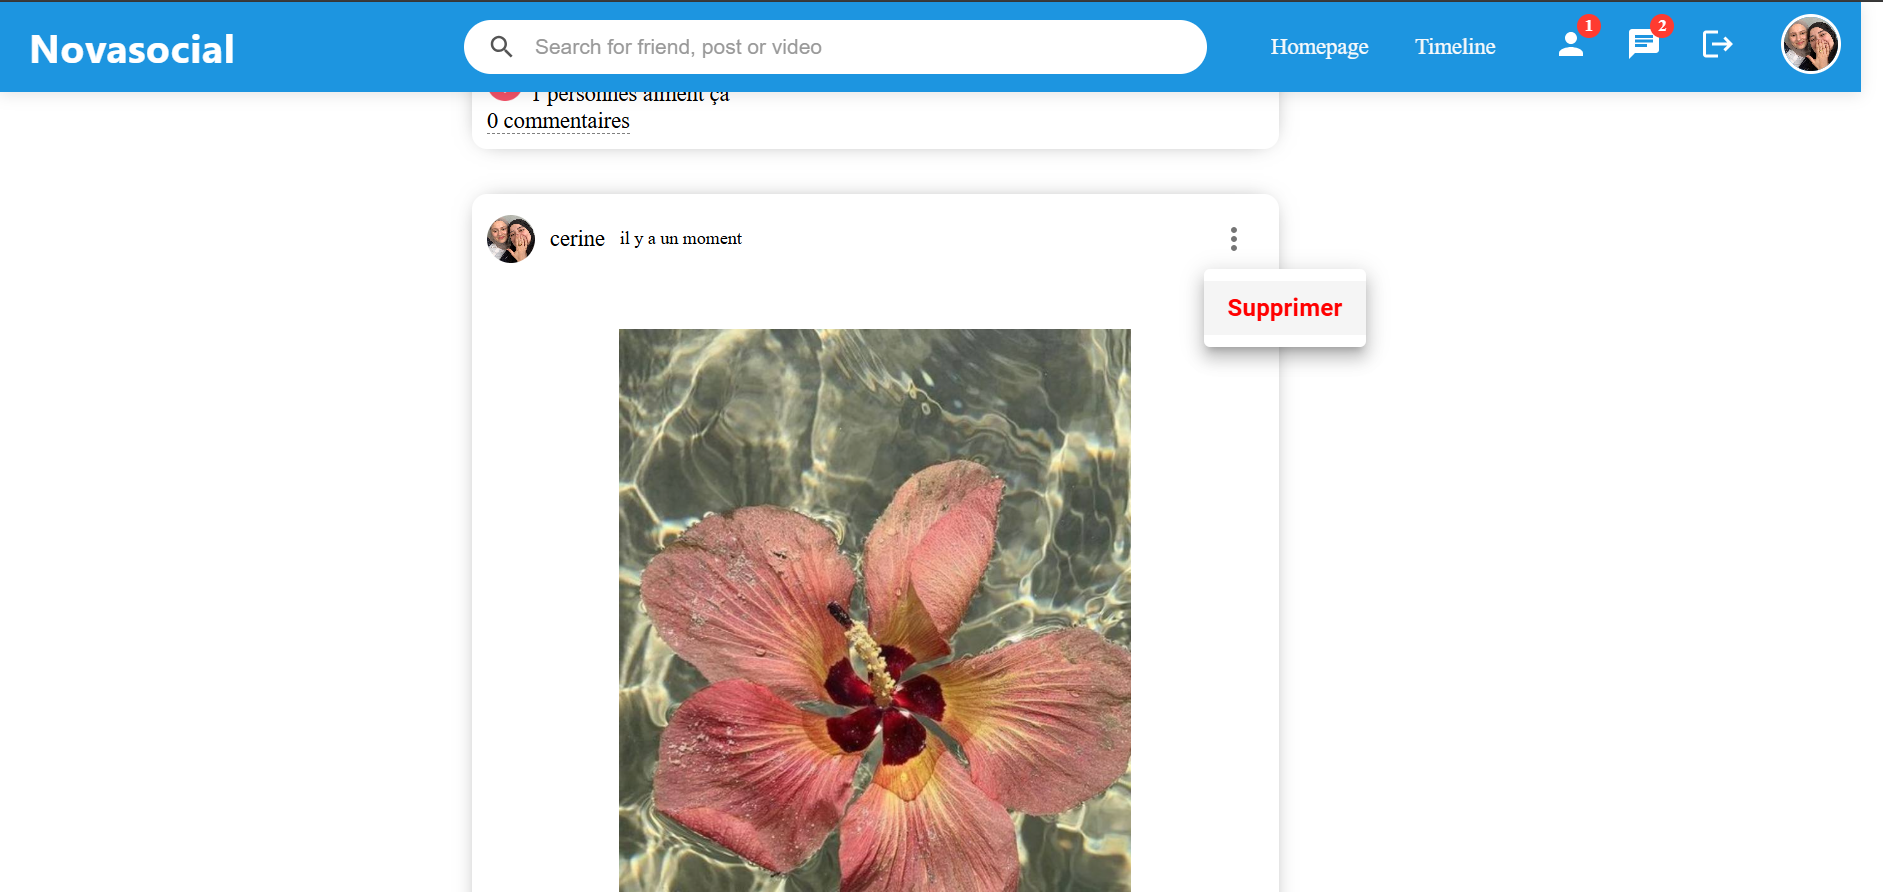 Novasocial
Search for friend, post or video
Homepage
Timeline
1
2
1 personnes aiment ça
0 commentaires
cerine il y a un moment
Supprimer